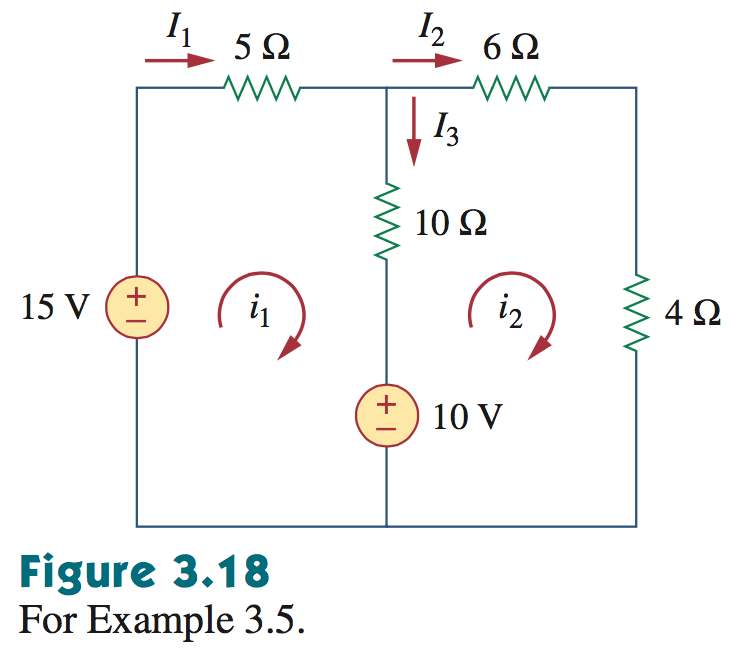 I₁ 5 Ω I₂ 6 Ω
I₃
10 Ω
15 V + − i₁ i₂ 4 Ω
+ − 10 V
Figure 3.18
For Example 3.5.